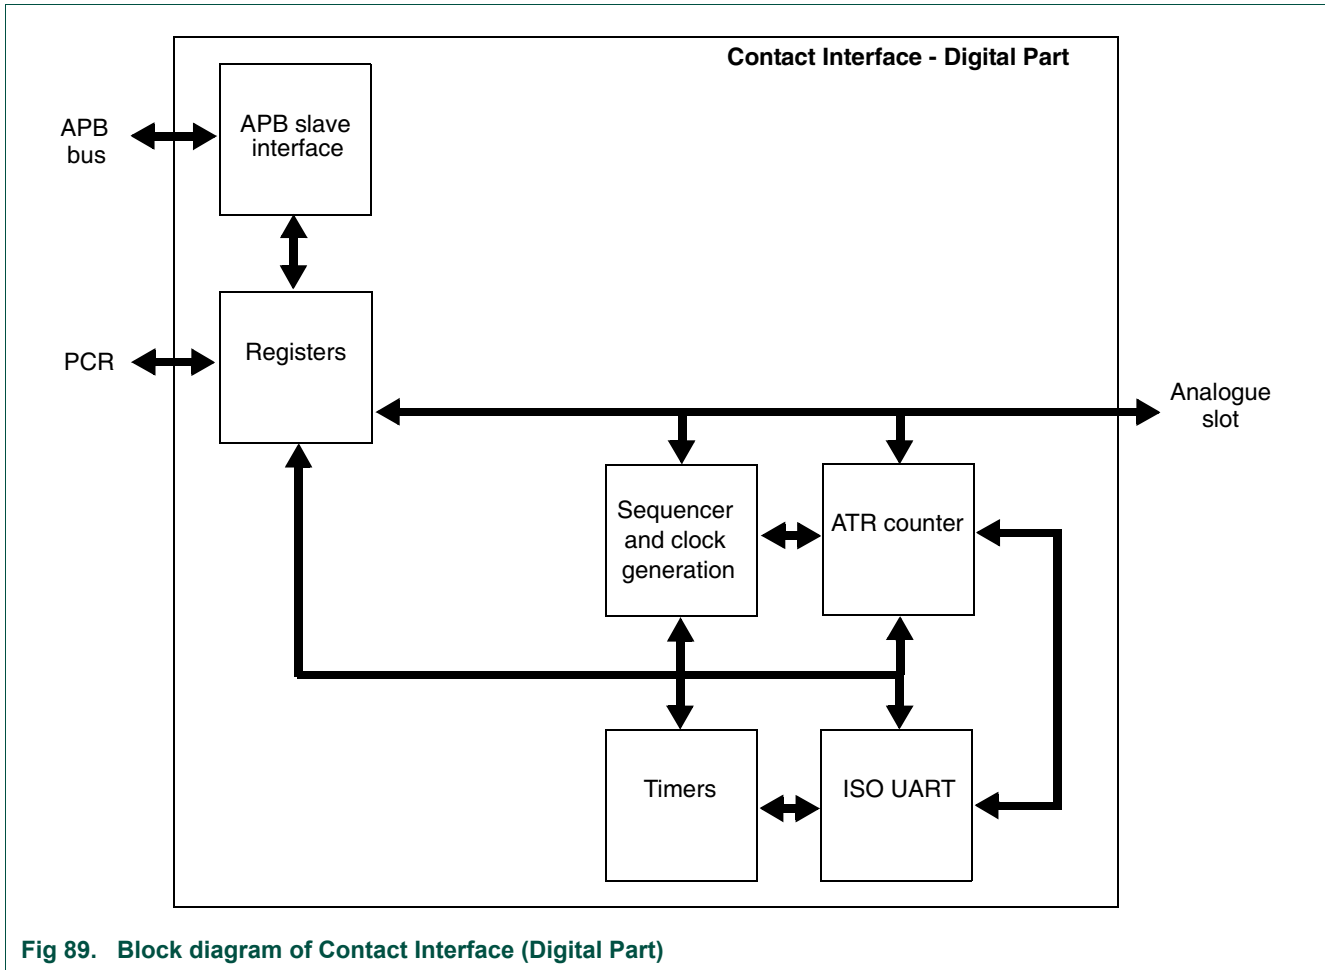 Contact Interface - Digital Part
APB slave
interface
APB
bus
Registers
PCR
Analogue
slot
Sequencer
and clock
generation
ATR counter
Timers
ISO UART
Fig 89. Block diagram of Contact Interface (Digital Part)